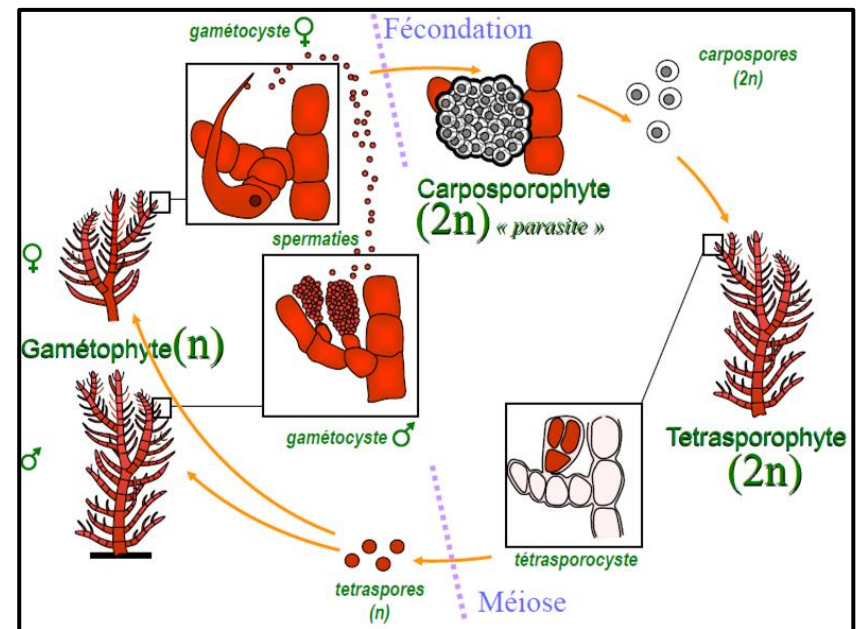 gamétocyste ♀
Fécondation
carpospores
(2n)
Carposporophyte
(2n) « parasite »
spermaties
♀
Gamétophyte (n)
♂
gamétocyste ♂
Tetrasporophyte
(2n)
tétrasporocyste
tetraspores
(n)
Méiose